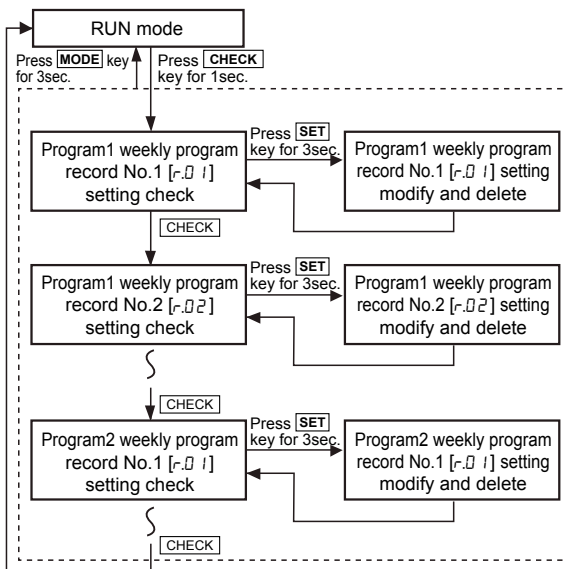 RUN mode
Press MODE key
for 3sec.
Press CHECK
key for 1sec.
Program1 weekly program
record No.1 [r.01]
setting check
Press SET
key for 3sec.
Program1 weekly program
record No.1 [r.01] setting
modify and delete
CHECK
Program1 weekly program
record No.2 [r.02]
setting check
Press SET
key for 3sec.
Program1 weekly program
record No.2 [r.02] setting
modify and delete
CHECK
Program2 weekly program
record No.1 [r.01]
setting check
Press SET
key for 3sec.
Program2 weekly program
record No.1 [r.01] setting
modify and delete
CHECK